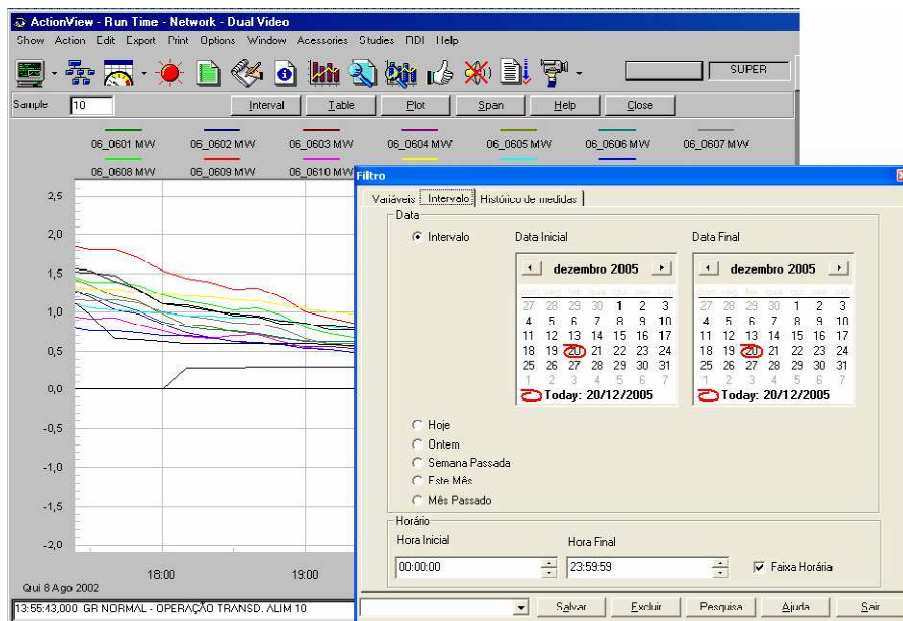 ActionView - Run Time - Network - Dual Video
Show Action Edit Export Print Options Window Acessories Studies Help
SUPER
Sample 10 Interval Table Plot Span Help Close
06_0601 MW 06_0602 MW 06_0603 MW 06_0604 MW 06_0605 MW 06_0606 MW 06_0607 MW
06_0608 MW 06_0609 MW 06_0610 MW
2,5
2,0
1,5
1,0
0,5
0,0
-0,5
-1,0
-1,5
-2,0
18:00 19:00
Qui 8 Ago 2002
13:55:43,000 GR NORMAL - OPERAÇÃO TRANSD. ALIM 10
Filtro
Variáveis Intervalo Histórico de medidas
Data
Intervalo Data Inicial Data Final
dezembro 2005 dezembro 2005
27 28 29 30 1 2 3 27 28 29 30 1 2 3
4 5 6 7 8 9 10 4 5 6 7 8 9 10
11 12 13 14 15 16 17 11 12 13 14 15 16 17
18 19 20 21 22 23 24 18 19 20 21 22 23 24
25 26 27 28 29 30 31 25 26 27 28 29 30 31
1 2 3 4 5 6 7 1 2 3 4 5 6 7
Today: 20/12/2005 Today: 20/12/2005
Hoje
Ontem
Semana Passada
Este Mês
Mês Passado
Horário
Hora Inicial Hora Final
00:00:00 23:59:59 Faixa Horária
Salvar Excluir Pesquisa Ajuda Sair